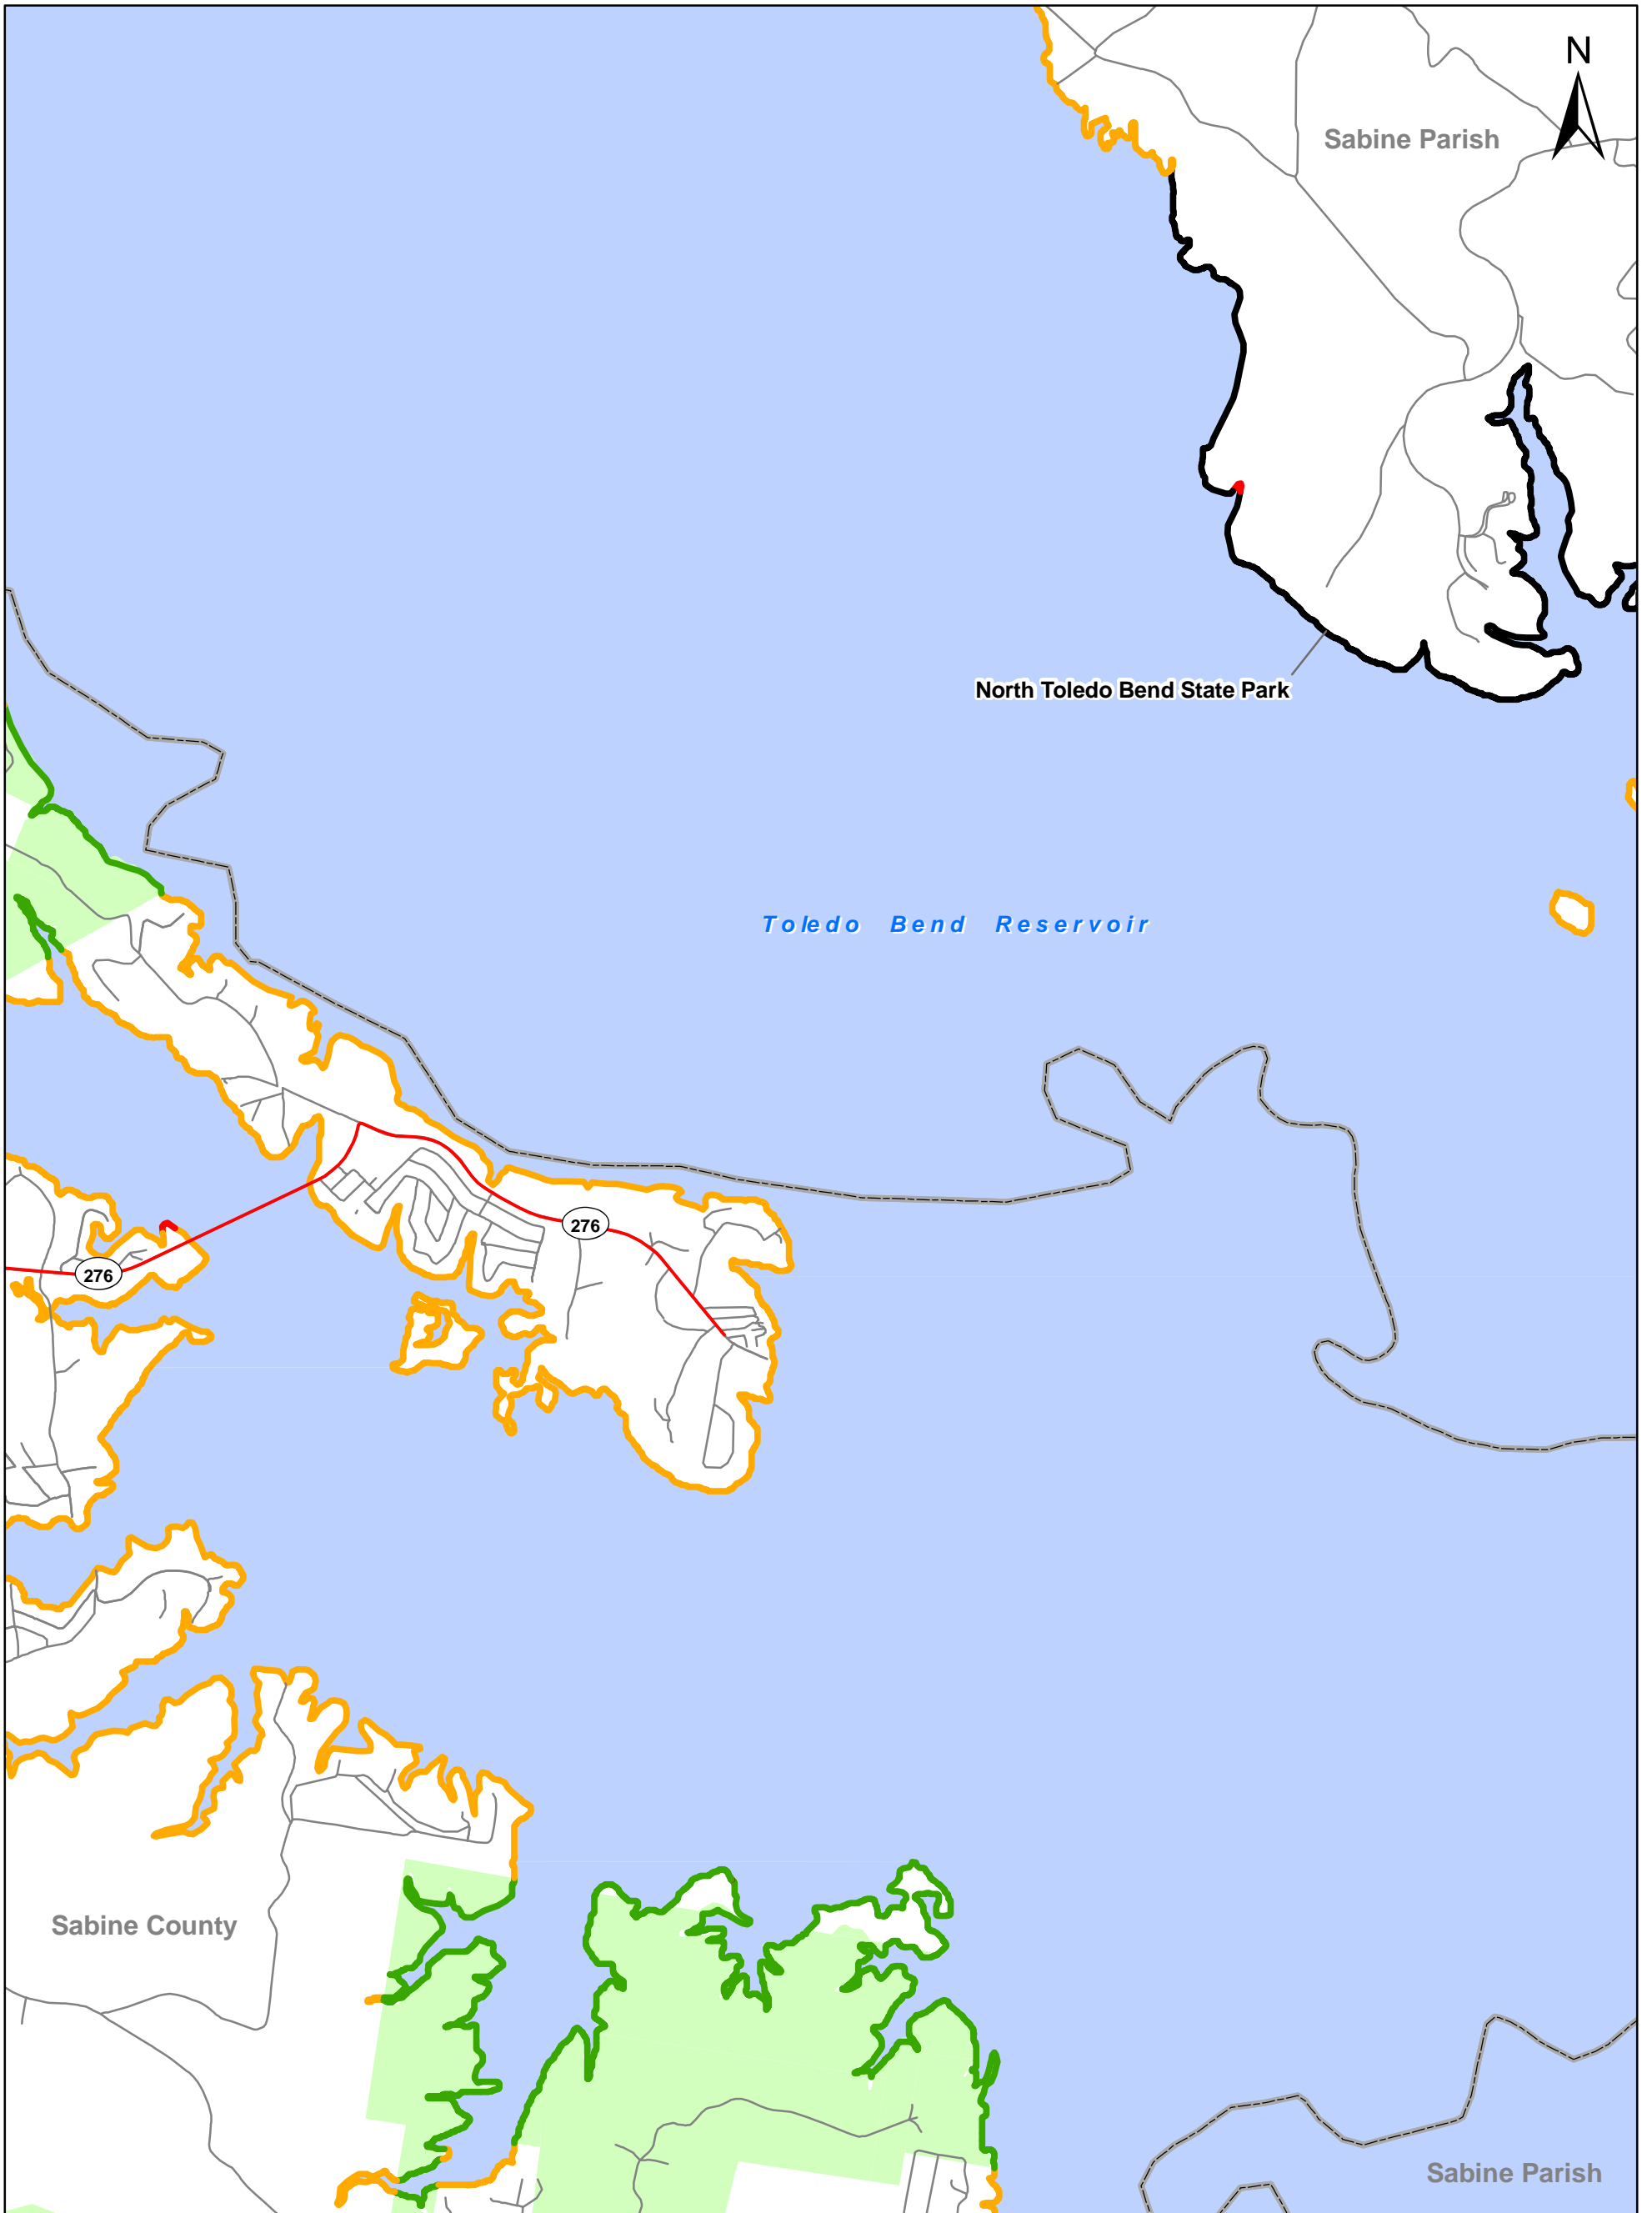 N
Sabine Parish
North Toledo Bend State Park
Toledo Bend Reservoir
276
276
Sabine County
Sabine Parish